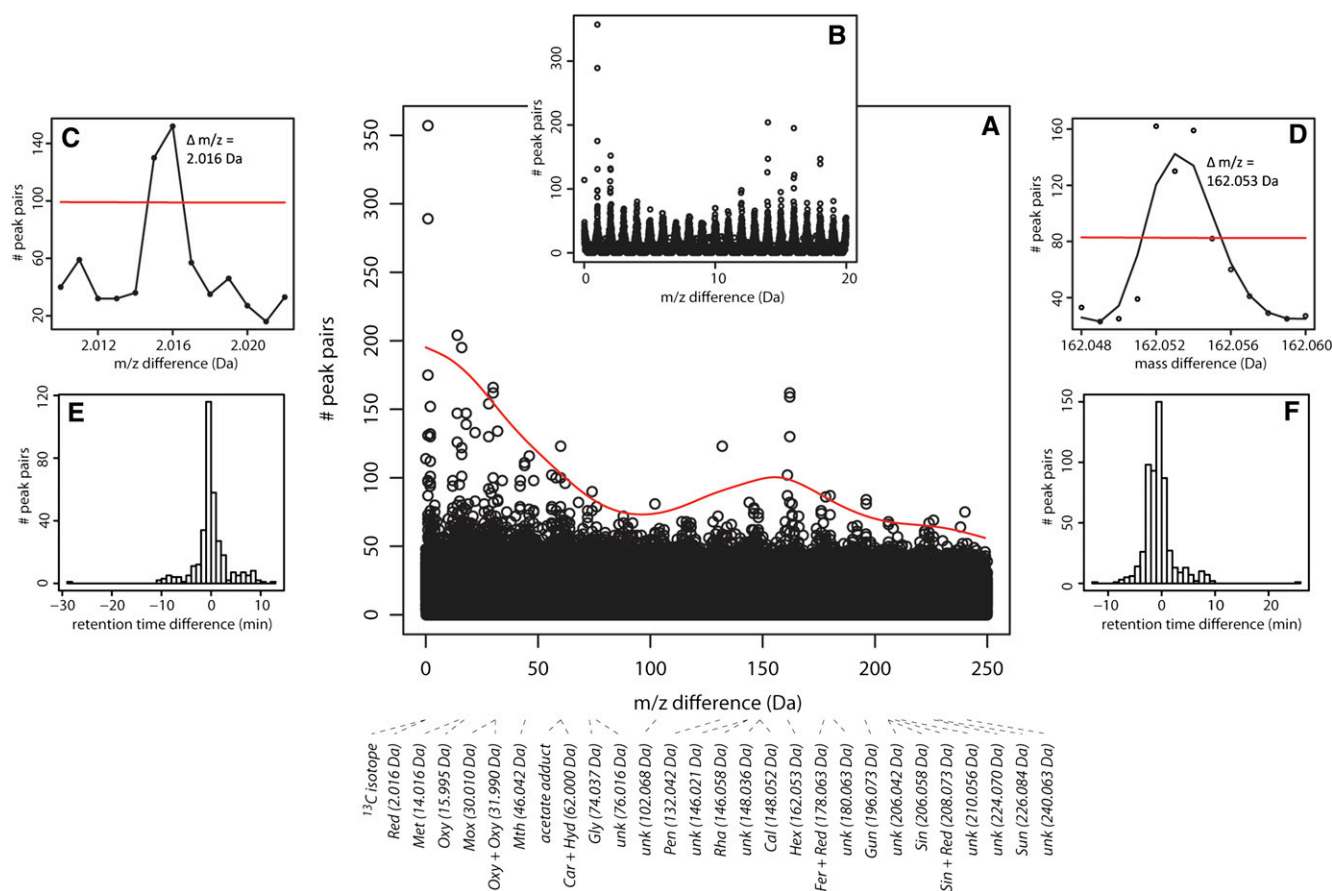 B
# peak pairs
300
200
100
0
0
10
20
m/z difference (Da)
C
Δ m/z =
2.016 Da
# peak pairs
140
100
60
20
2.012
2.016
2.020
m/z difference (Da)
A
# peak pairs
350
300
250
200
150
100
50
0
0
50
100
150
200
250
m/z difference (Da)
D
Δ m/z =
162.053 Da
# peak pairs
160
120
80
40
162.048
162.052
162.056
162.060
mass difference (Da)
E
# peak pairs
120
80
40
0
−30
−20
−10
0
10
retention time difference (min)
F
# peak pairs
150
100
50
0
−10
0
10
20
retention time difference (min)
¹³C isotope
Red (2.016 Da)
Met (14.016 Da)
Oxy (15.995 Da)
Mox (30.010 Da)
Oxy + Oxy (31.990 Da)
Mth (46.042 Da)
acetate adduct
Car + Hyd (62.000 Da)
Gly (74.037 Da)
unk (76.016 Da)
unk (102.068 Da)
Pen (132.042 Da)
unk (146.021 Da)
Rha (146.058 Da)
unk (148.036 Da)
Cal (148.052 Da)
Hex (162.053 Da)
Fer + Red (178.063 Da)
unk (180.063 Da)
Gun (196.073 Da)
unk (206.042 Da)
Sin (206.058 Da)
Sin + Red (208.073 Da)
unk (210.056 Da)
unk (224.070 Da)
Sun (226.084 Da)
unk (240.063 Da)